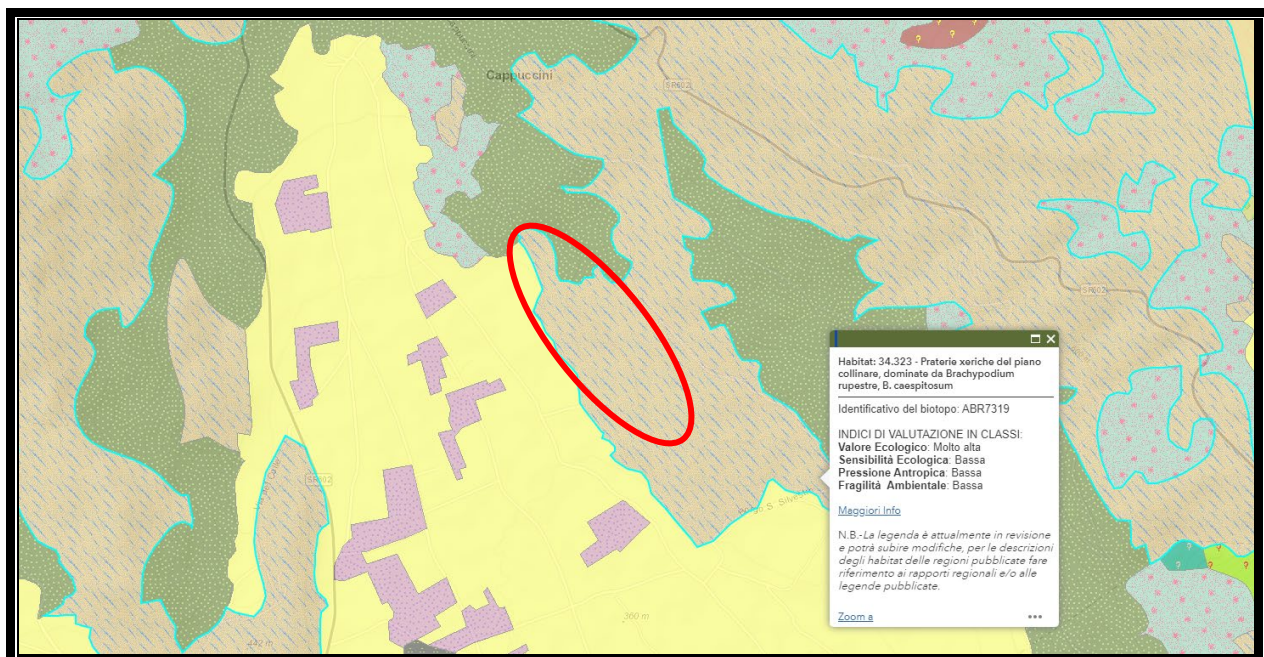 Cappuccini
SR602
SR602
Habitat: 34.323 - Praterie xeriche del piano
collinare, dominate da Brachypodium
rupestre, B. caespitosum
Identificativo del biotopo: ABR7319
INDICI DI VALUTAZIONE IN CLASSI:
Valore Ecologico: Molto alta
Sensibilità Ecologica: Bassa
Pressione Antropica: Bassa
Fragilità Ambientale: Bassa
Maggiori Info
N.B.-La legenda è attualmente in revisione
e potrà subire modifiche, per le descrizioni
degli habitat delle regioni pubblicate fare
riferimento ai rapporti regionali e/o alle
legende pubblicate.
Zoom a
SR602
S. Silvest
360 m
442 m